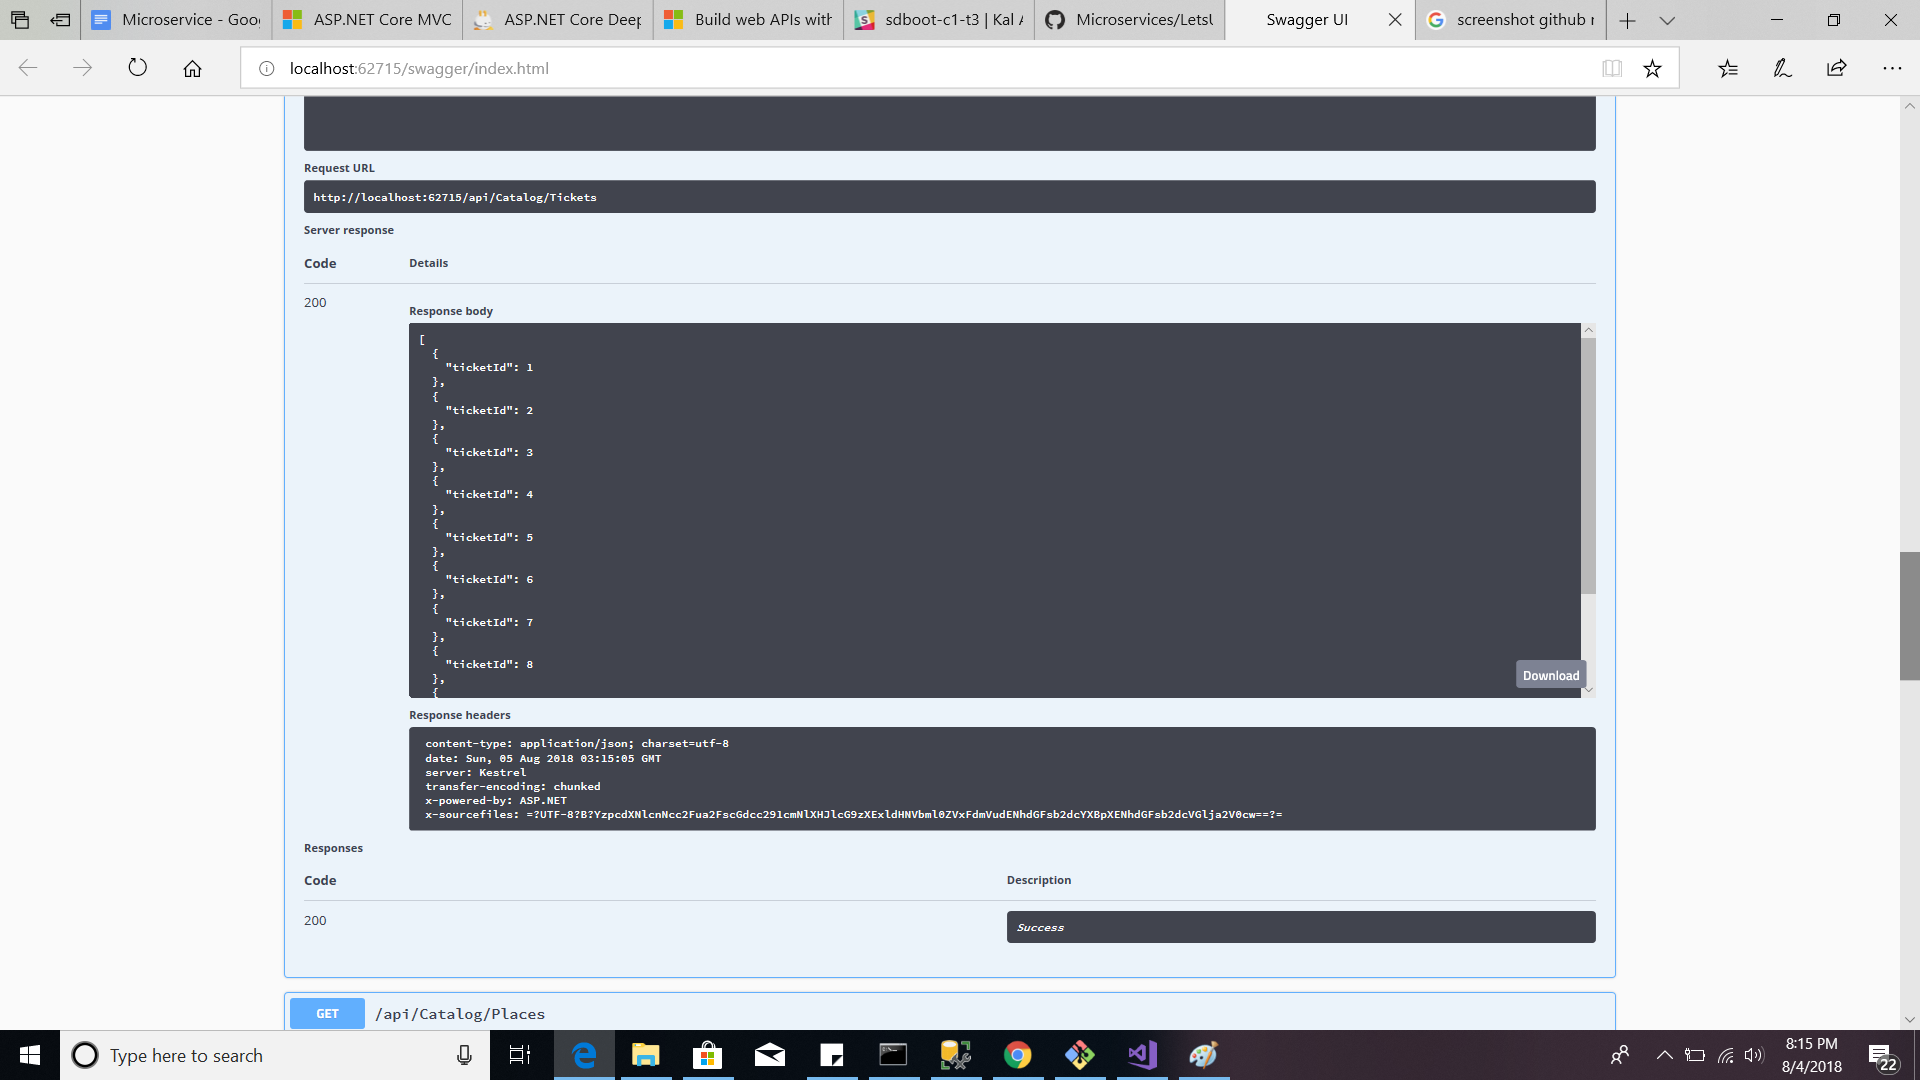 Microservice - Goo
ASP.NET Core MVC
ASP.NET Core Deep
Build web APIs with
sdboot-c1-t3 | Kal A
Microservices/LetsU
Swagger UI
screenshot github r
localhost:62715/swagger/index.html
Request URL
http://localhost:62715/api/Catalog/Tickets
Server response
Code Details
200
Response body
[
{
"ticketId": 1
},
{
"ticketId": 2
},
{
"ticketId": 3
},
{
"ticketId": 4
},
{
"ticketId": 5
},
{
"ticketId": 6
},
{
"ticketId": 7
},
{
"ticketId": 8
},
{
Download
Response headers
content-type: application/json; charset=utf-8
date: Sun, 05 Aug 2018 03:15:05 GMT
server: Kestrel
transfer-encoding: chunked
x-powered-by: ASP.NET
x-sourcefiles: =?UTF-8?B?YzpcdXNlcnNcc2Fua2FscGdcc291cmNlXHJlcG9zXExldHNVbml0ZVxFdmVudENhdGFsb2dcYXBpXENhdGFsb2dcVGlja2V0cw==?=
Responses
Code Description
200
Success
GET /api/Catalog/Places
Type here to search
8:15 PM
8/4/2018
22